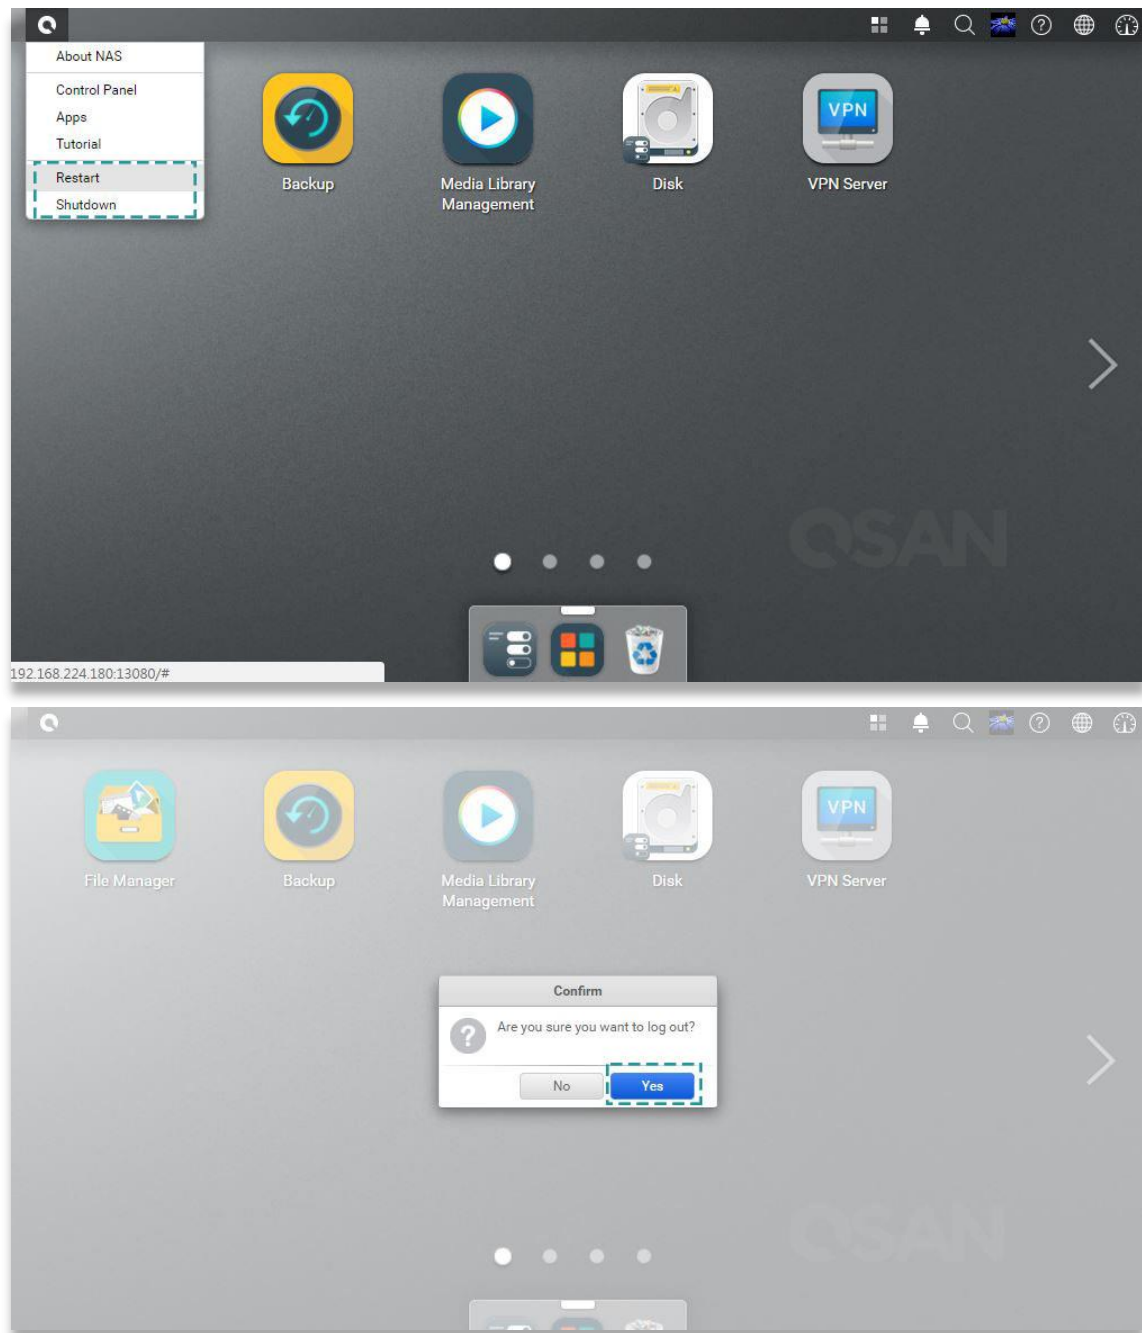 About NAS
Control Panel
Apps
Tutorial
Restart
Shutdown
Backup
Media Library
Management
Disk
VPN
VPN Server
QSAN
192.168.224.180:13080/#
File Manager
Backup
Media Library
Management
Disk
VPN
VPN Server
Confirm
Are you sure you want to log out?
No
Yes
QSAN